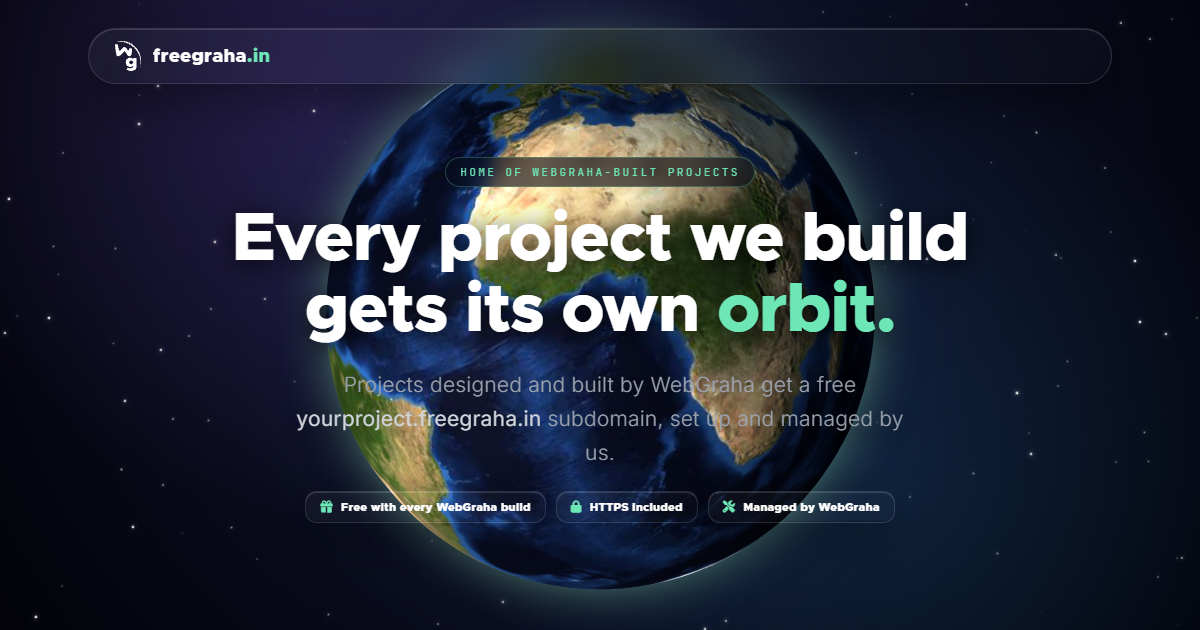 Wg freegraha.in
HOME OF WEBGRAHA-BUILT PROJECTS
Every project we build
gets its own orbit.
Projects designed and built by WebGraha get a free
yourproject.freegraha.in subdomain, set up and managed by
us.
Free with every WebGraha build HTTPS included Managed by WebGraha